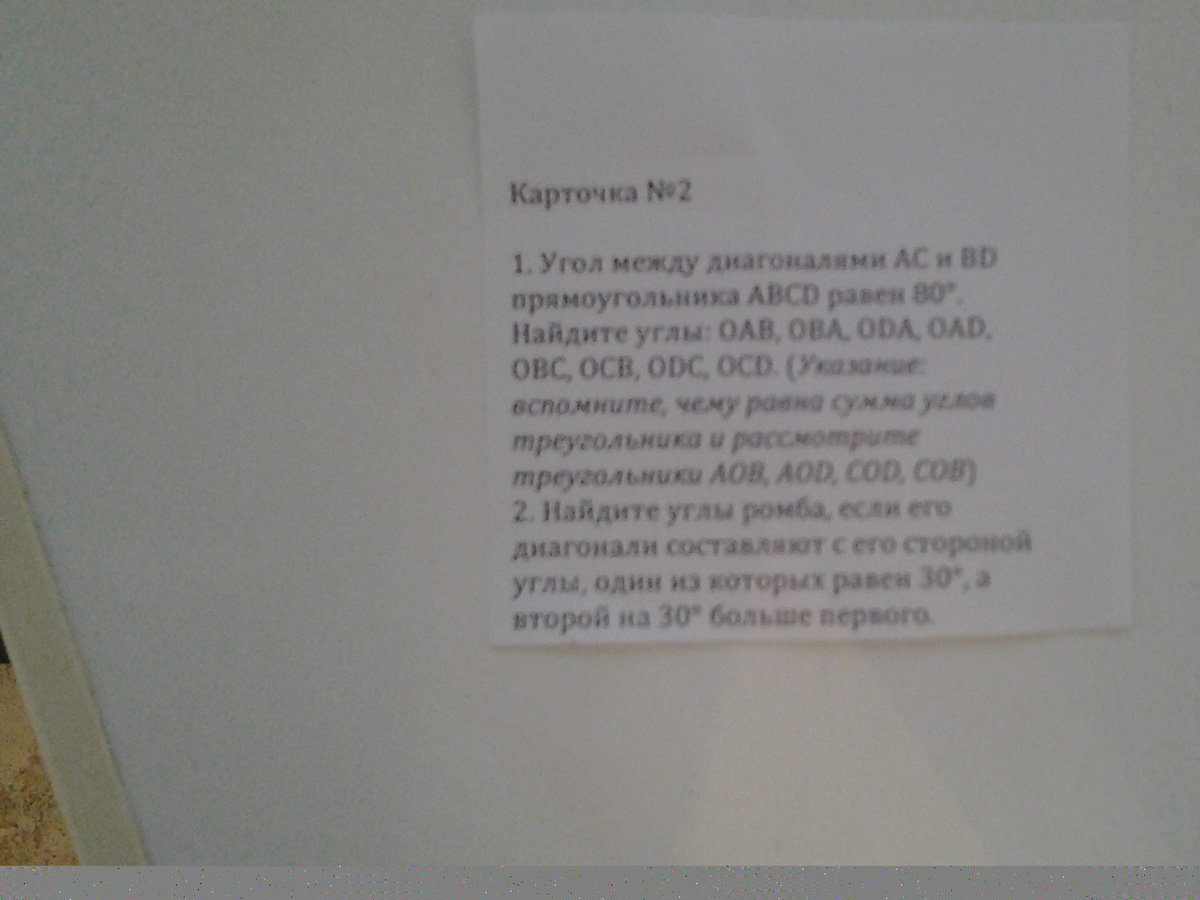 Карточка №2
1. Угол между диагоналями AC и BD
прямоугольника ABCD равен 80°.
Найдите углы: OAB, OBA, ODA, OAD,
OBC, OCB, ODC, OCD. (Указание:
вспомните, чему равна сумма углов
треугольника и рассмотрите
треугольники AOB, AOD, COD, COB)
2. Найдите углы ромба, если его
диагонали составляют с его стороной
углы, один из которых равен 30°, а
второй на 30° больше первого.